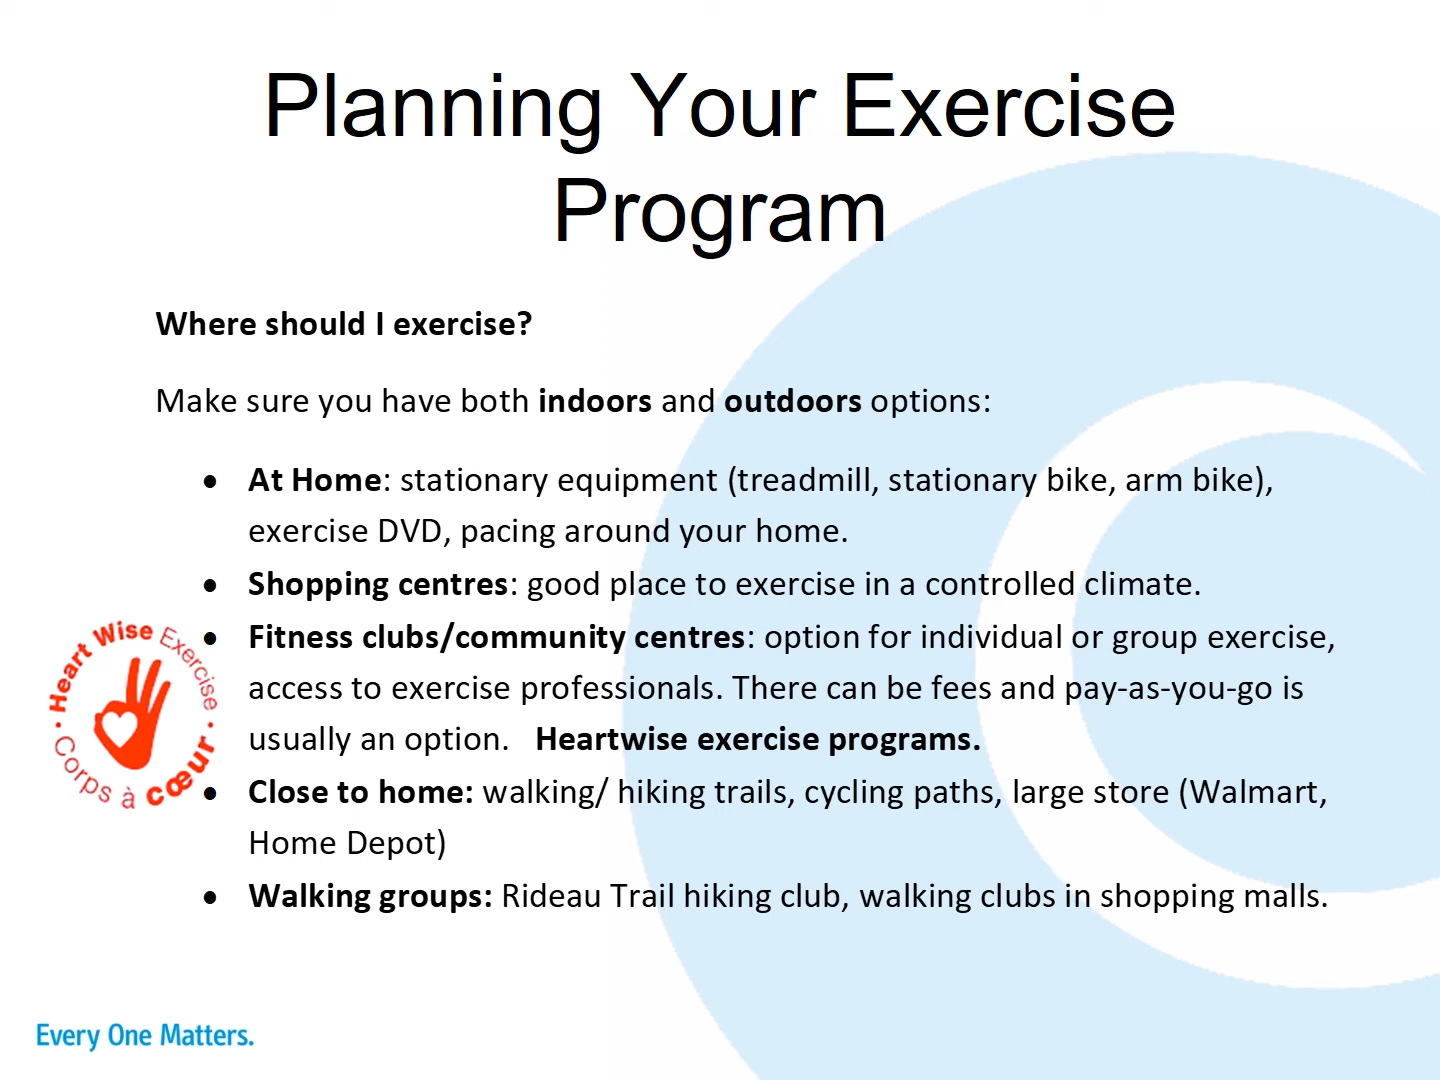 Planning Your Exercise
Program
Where should I exercise?
Make sure you have both indoors and outdoors options:
• At Home: stationary equipment (treadmill, stationary bike, arm bike),
exercise DVD, pacing around your home.
• Shopping centres: good place to exercise in a controlled climate.
• Fitness clubs/community centres: option for individual or group exercise,
access to exercise professionals. There can be fees and pay-as-you-go is
usually an option. Heartwise exercise programs.
• Close to home: walking/ hiking trails, cycling paths, large store (Walmart,
Home Depot)
• Walking groups: Rideau Trail hiking club, walking clubs in shopping malls.
Heart Wise Exercise
Corps à cœur
Every One Matters.